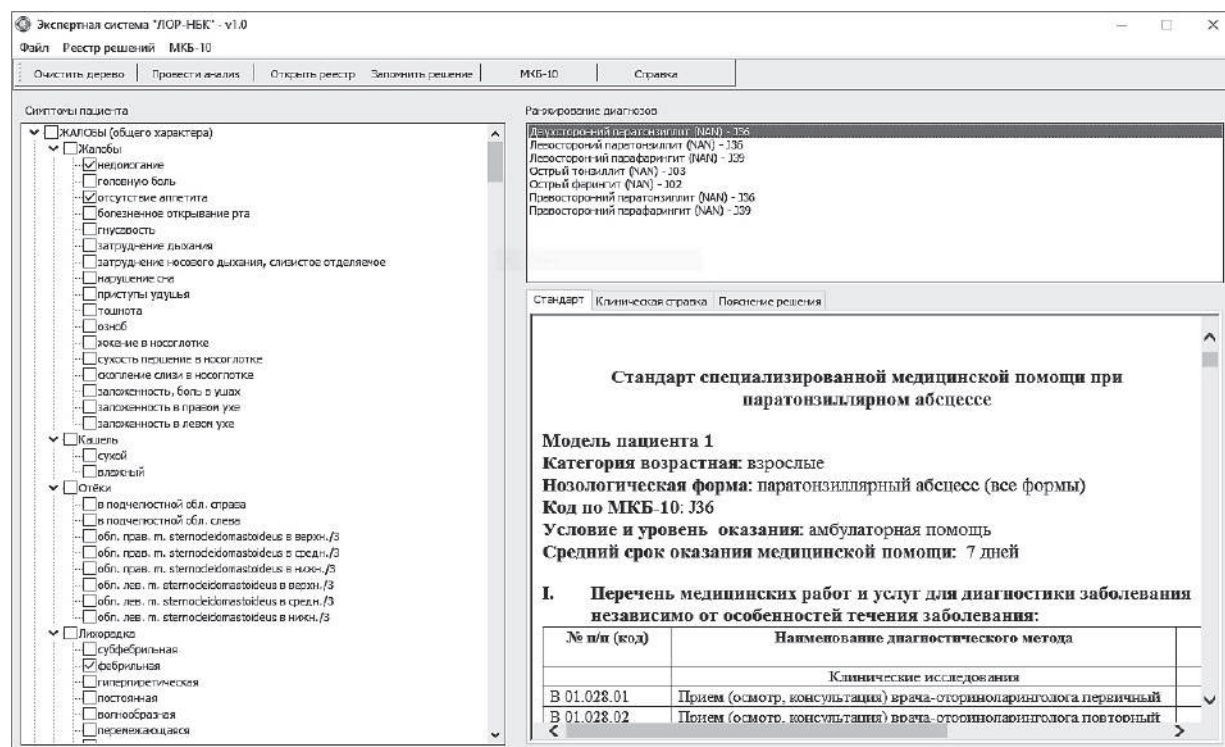 Экспертная система "ЛОР-НБК" - v1.0
Файл Реестр решений МКБ-10
Очистить дерево Провести анализ Открыть реестр Запомнить решение МКБ-10 Справка
Симптомы пациента
ЖАЛОБЫ (общего характера)
Жалобы
недомогание
головную боль
отсутствие аппетита
болезненное открывание рта
гнусавость
затруднение дыхания
затруднение носового дыхания, слизистое отделяемое
нарушение сна
приступы удушья
тошнота
озноб
жжение в носоглотке
сухость першение в носоглотке
скопление слизи в носоглотке
заложенность, боль в ушах
заложенность в правом ухе
заложенность в левом ухе
Кашель
сухой
влажный
Отёки
в подчелюстной обл. справа
в подчелюстной обл. слева
обл. прав. m. sternocleidomastoideus в верхн./3
обл. прав. m. sternocleidomastoideus в средн./3
обл. прав. m. sternocleidomastoideus в нижн./3
обл. лев. m. sternocleidomastoideus в верхн./3
обл. лев. m. sternocleidomastoideus в средн./3
обл. лев. m. sternocleidomastoideus в нижн./3
Лихорадка
субфебрильная
фебрильная
гиперпиретическая
постоянная
волнообразная
перемежающаяся
Ранжирование диагнозов
Двухсторонний паратонзиллит (NAN) - J36
Левосторонний паратонзиллит (NAN) - J36
Левосторонний парафарингит (NAN) - J39
Острый тонзиллит (NAN) - J03
Острый фарингит (NAN) - J02
Правосторонний паратонзиллит (NAN) - J36
Правосторонний парафарингит (NAN) - J39
Стандарт Клиническая справка Пояснение решения
Стандарт специализированной медицинской помощи при
паратонзиллярном абсцессе
Модель пациента 1
Категория возрастная: взрослые
Нозологическая форма: паратонзиллярный абсцесс (все формы)
Код по МКБ-10: J36
Условие и уровень оказания: амбулаторная помощь
Средний срок оказания медицинской помощи: 7 дней
I. Перечень медицинских работ и услуг для диагностики заболевания
независимо от особенностей течения заболевания:
№ п/п (код) Наименование диагностического метода
Клинические исследования
B 01.028.01 Прием (осмотр, консультация) врача-оториноларинголога первичный
B 01.028.02 Прием (осмотр, консультация) врача-оториноларинголога повторный